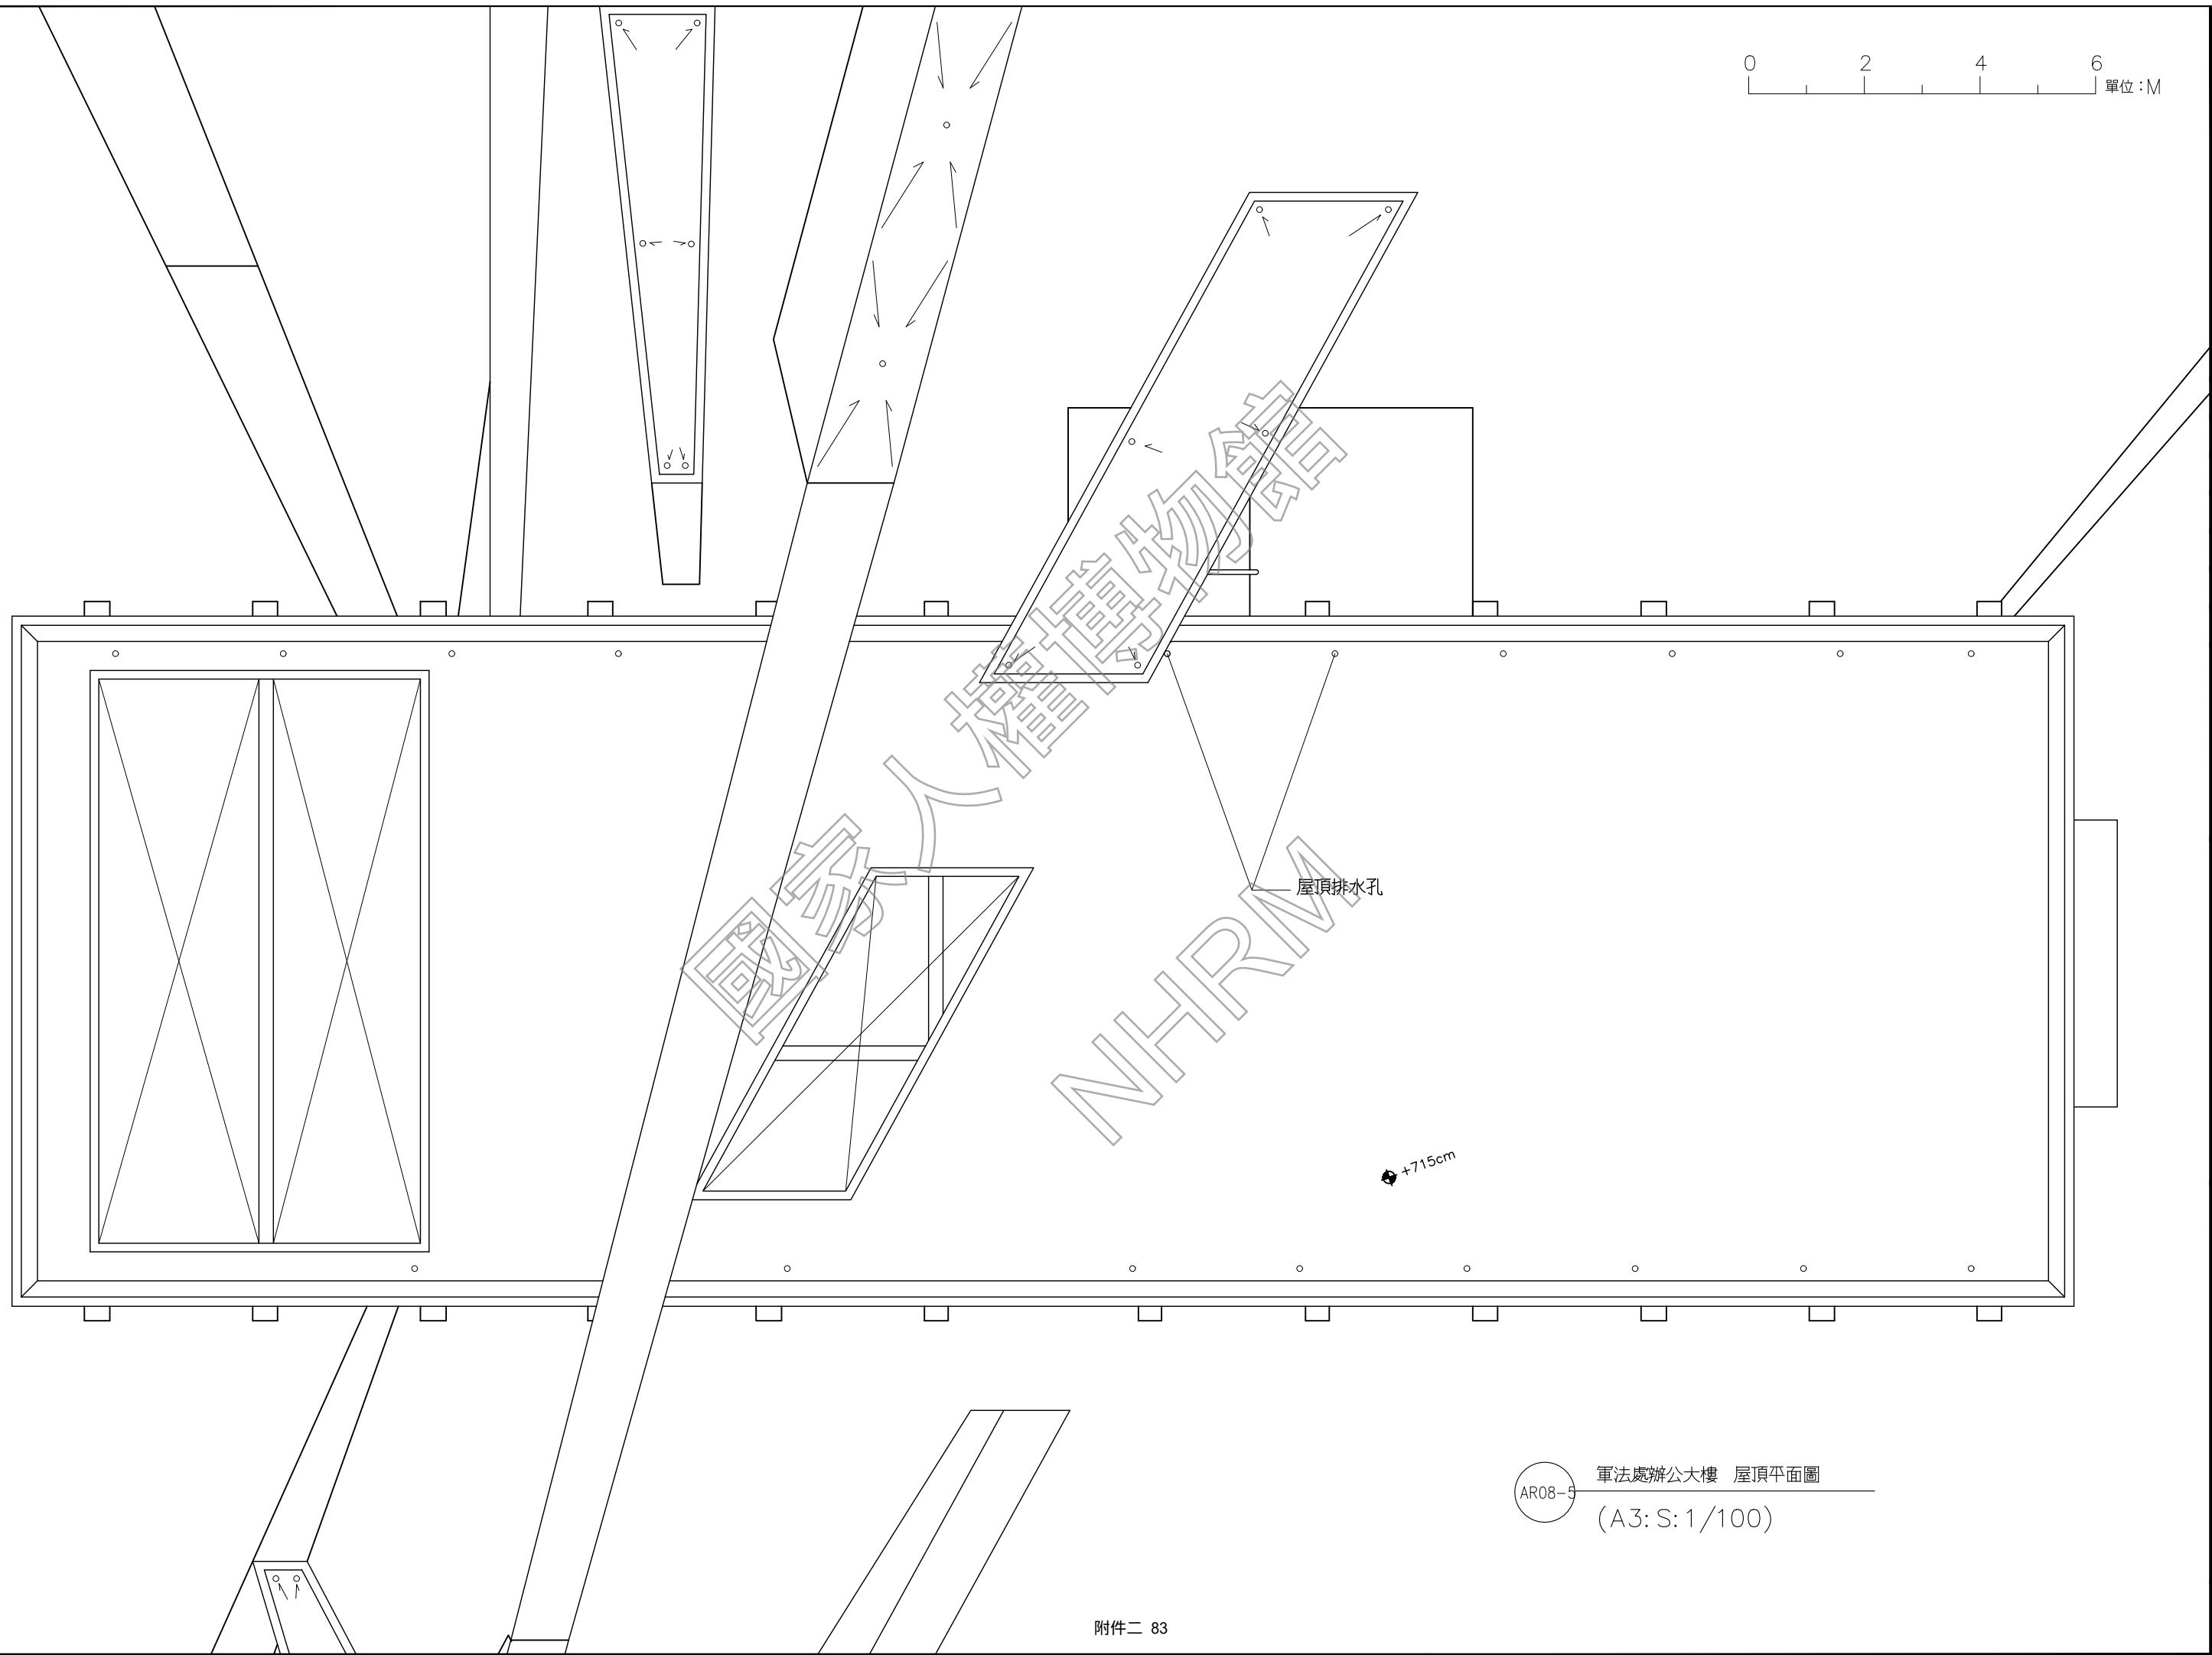 0 2 4 6
單位：M
國家人權博物館
NHRM
屋頂排水孔
+715cm
AR08-5
軍法處辦公大樓 屋頂平面圖
(A3:S:1/100)
附件二 83